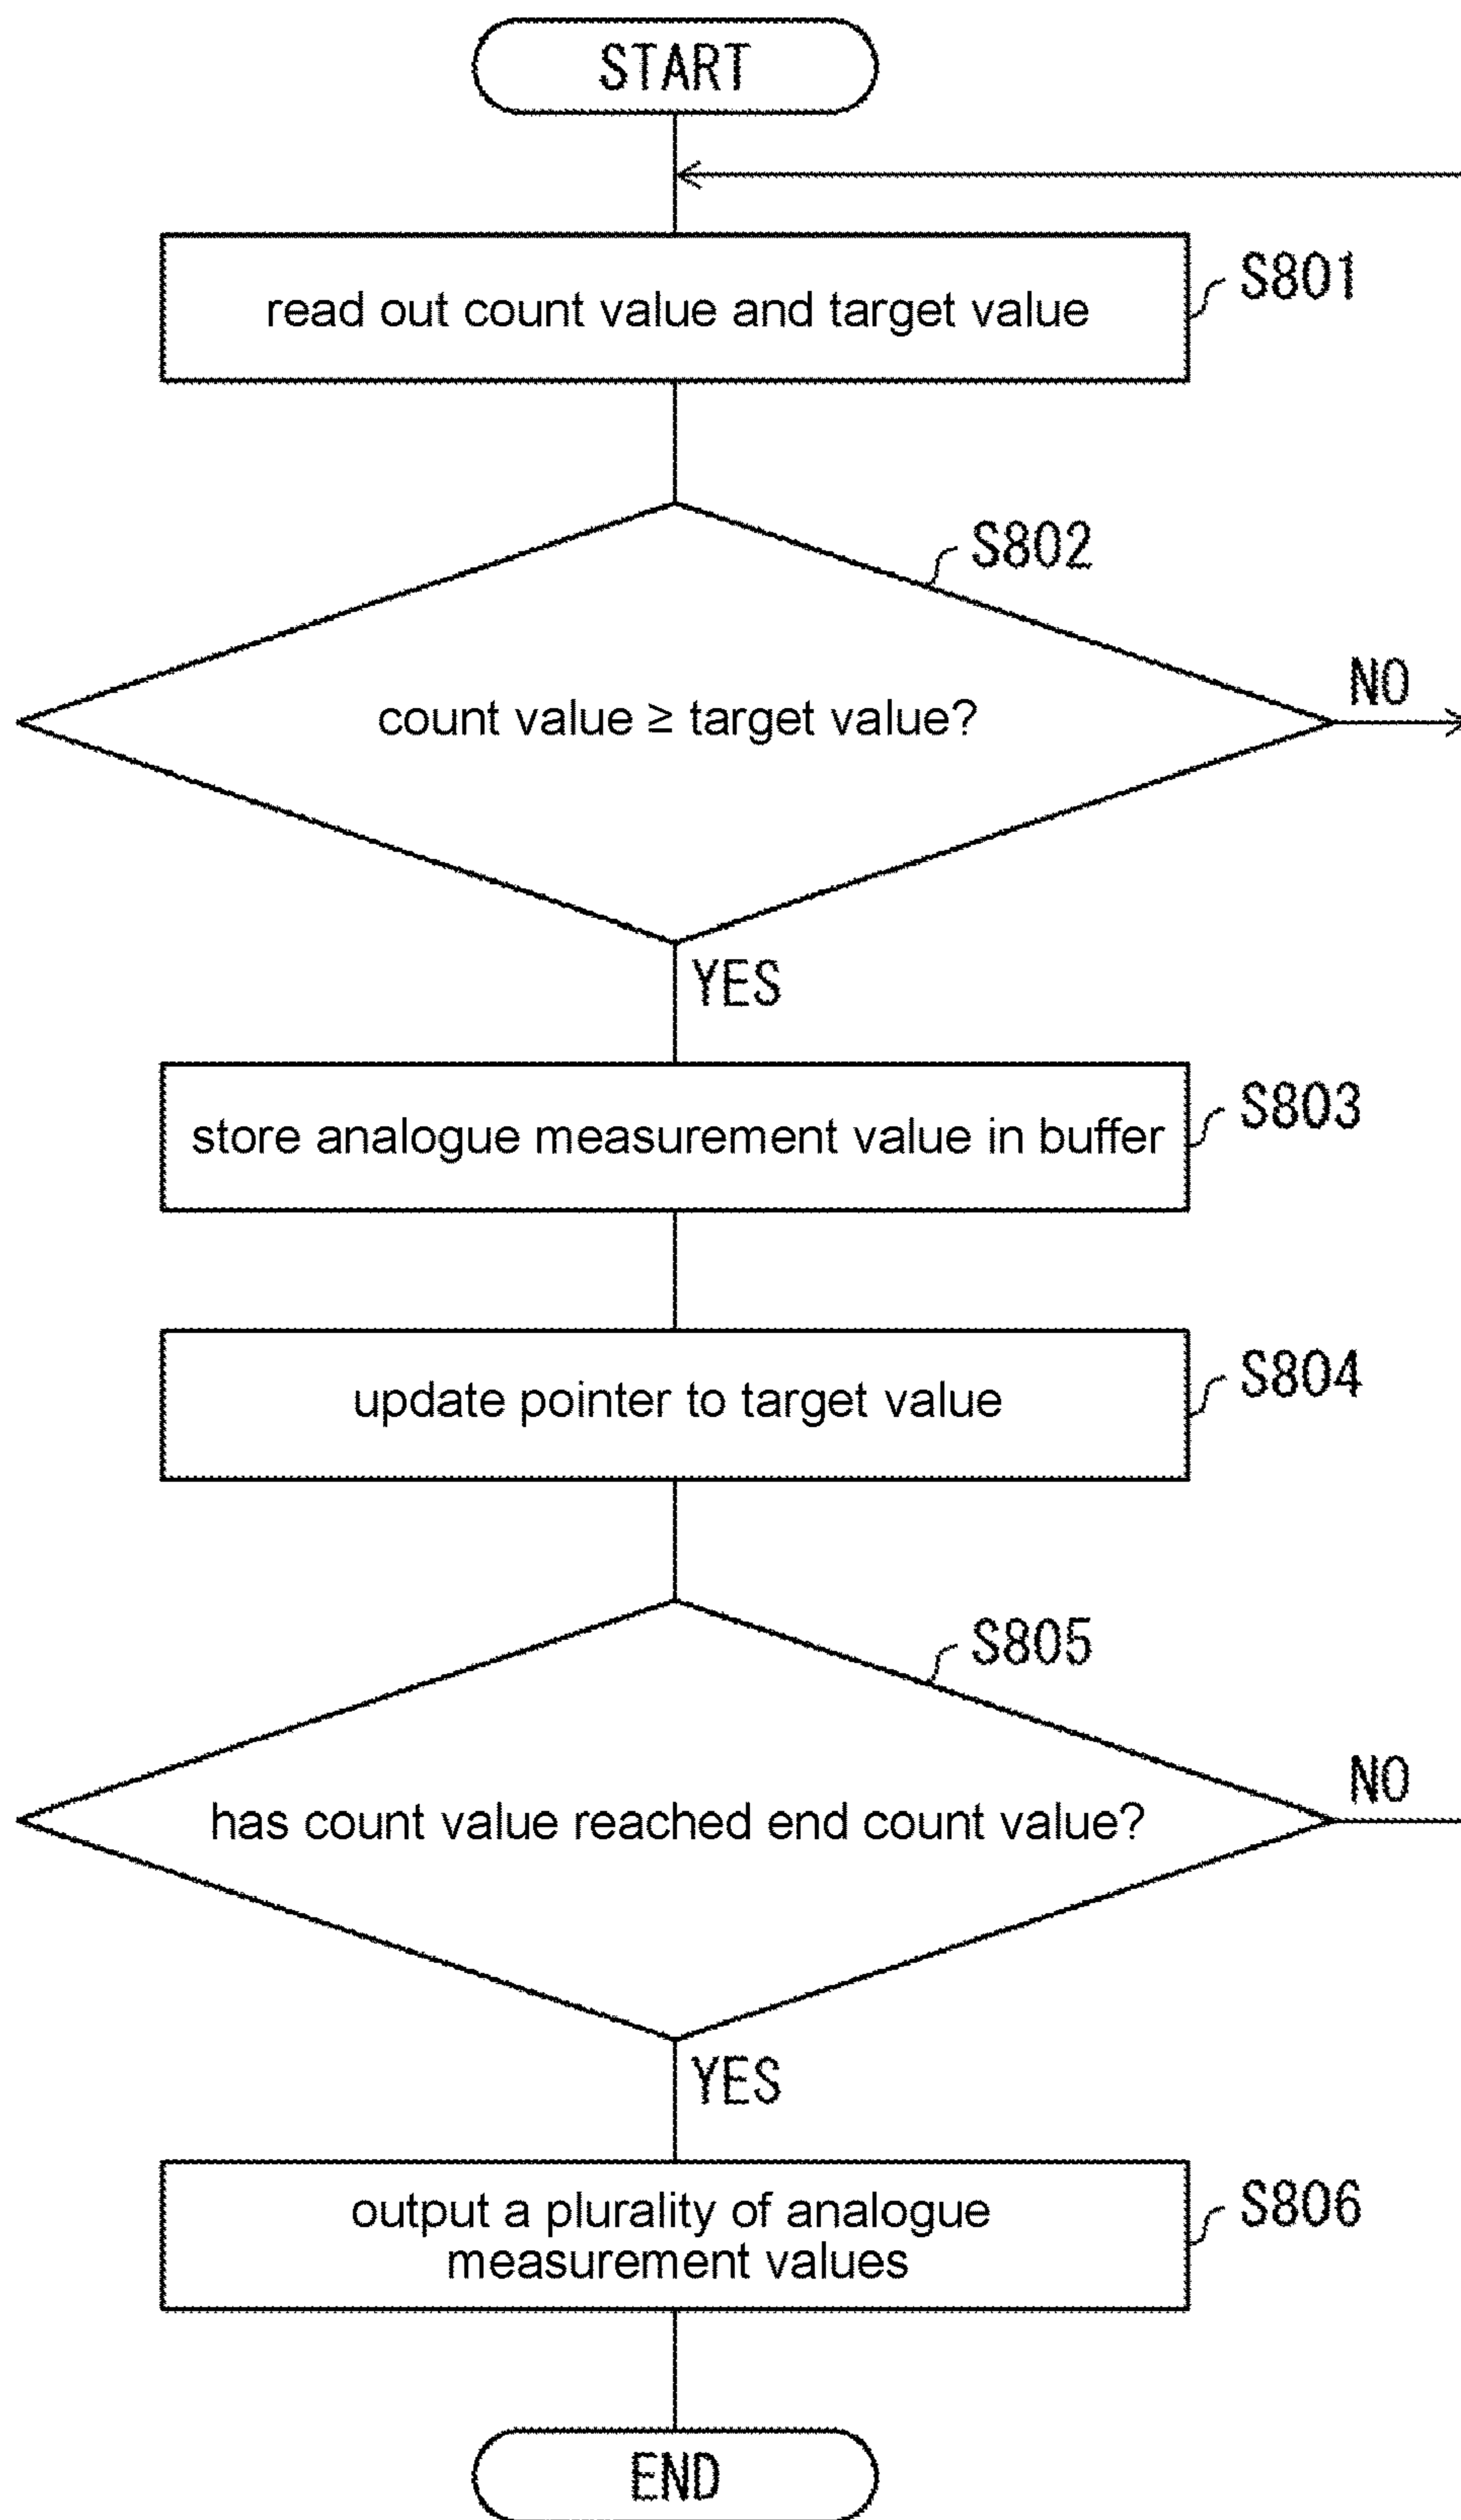 START
read out count value and target value
S801
S802
count value ≥ target value?
NO
YES
store analogue measurement value in buffer
S803
update pointer to target value
S804
S805
has count value reached end count value?
NO
YES
output a plurality of analogue
measurement values
S806
END